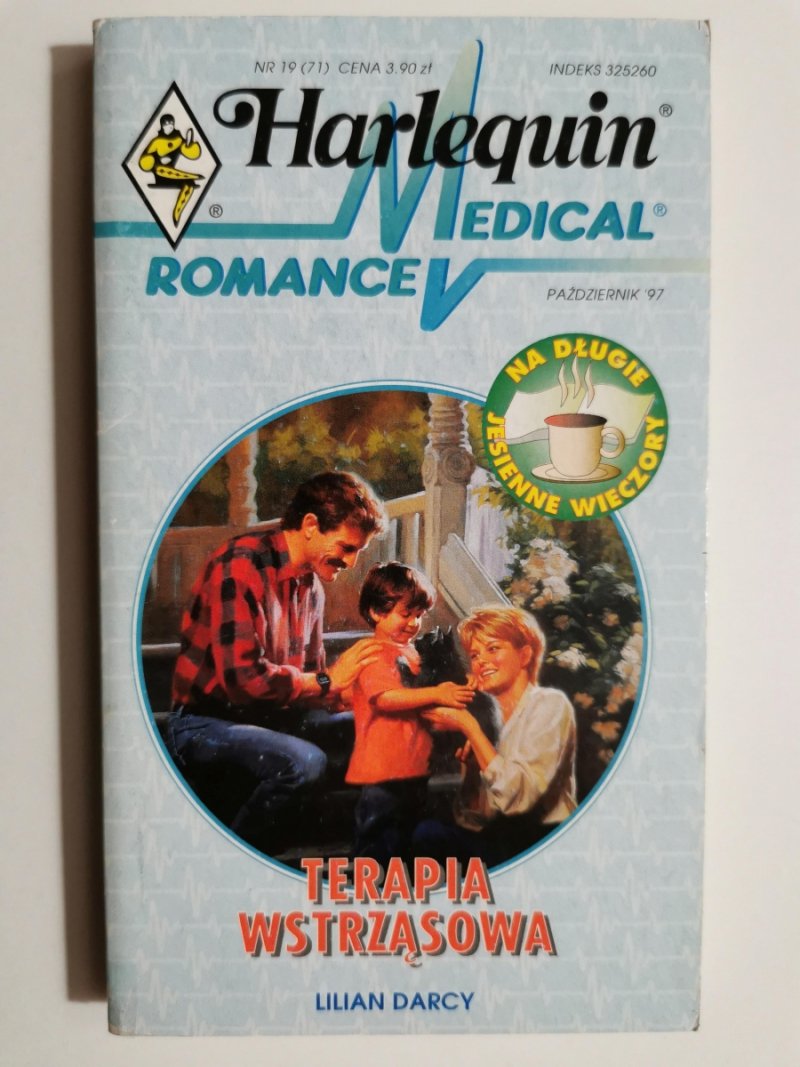 NR 19 (71) CENA 3.90 zł
INDEKS 325260
Harlequin®
®
MEDICAL®
ROMANCE
PAŹDZIERNIK '97
NA DŁUGIE
JESIENNE WIECZORY
TERAPIA
WSTRZĄSOWA
LILIAN DARCY